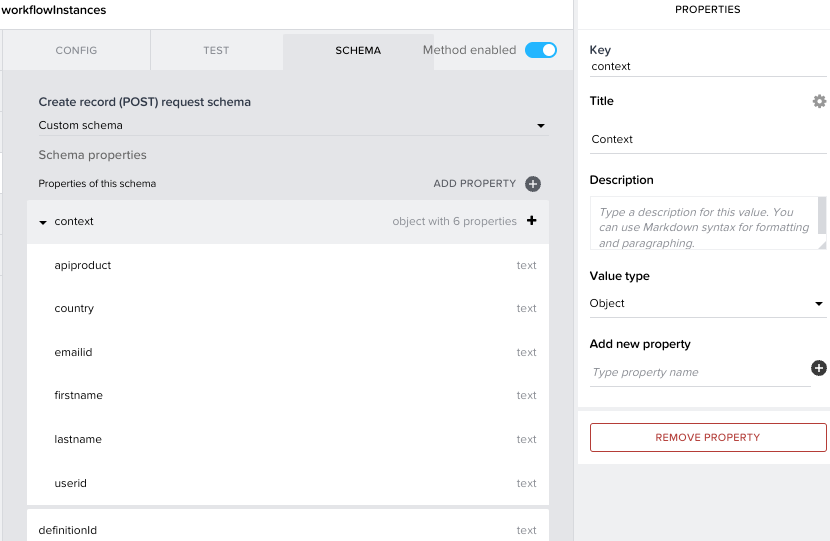 workflowInstances
CONFIG
TEST
SCHEMA
Method enabled
Create record (POST) request schema
Custom schema
Schema properties
Properties of this schema
ADD PROPERTY
context
object with 6 properties
apiproduct
text
country
text
emailid
text
firstname
text
lastname
text
userid
text
definitionId
text
PROPERTIES
Key
context
Title
Context
Description
Type a description for this value. You
can use Markdown syntax for formatting
and paragraphing.
Value type
Object
Add new property
Type property name
REMOVE PROPERTY